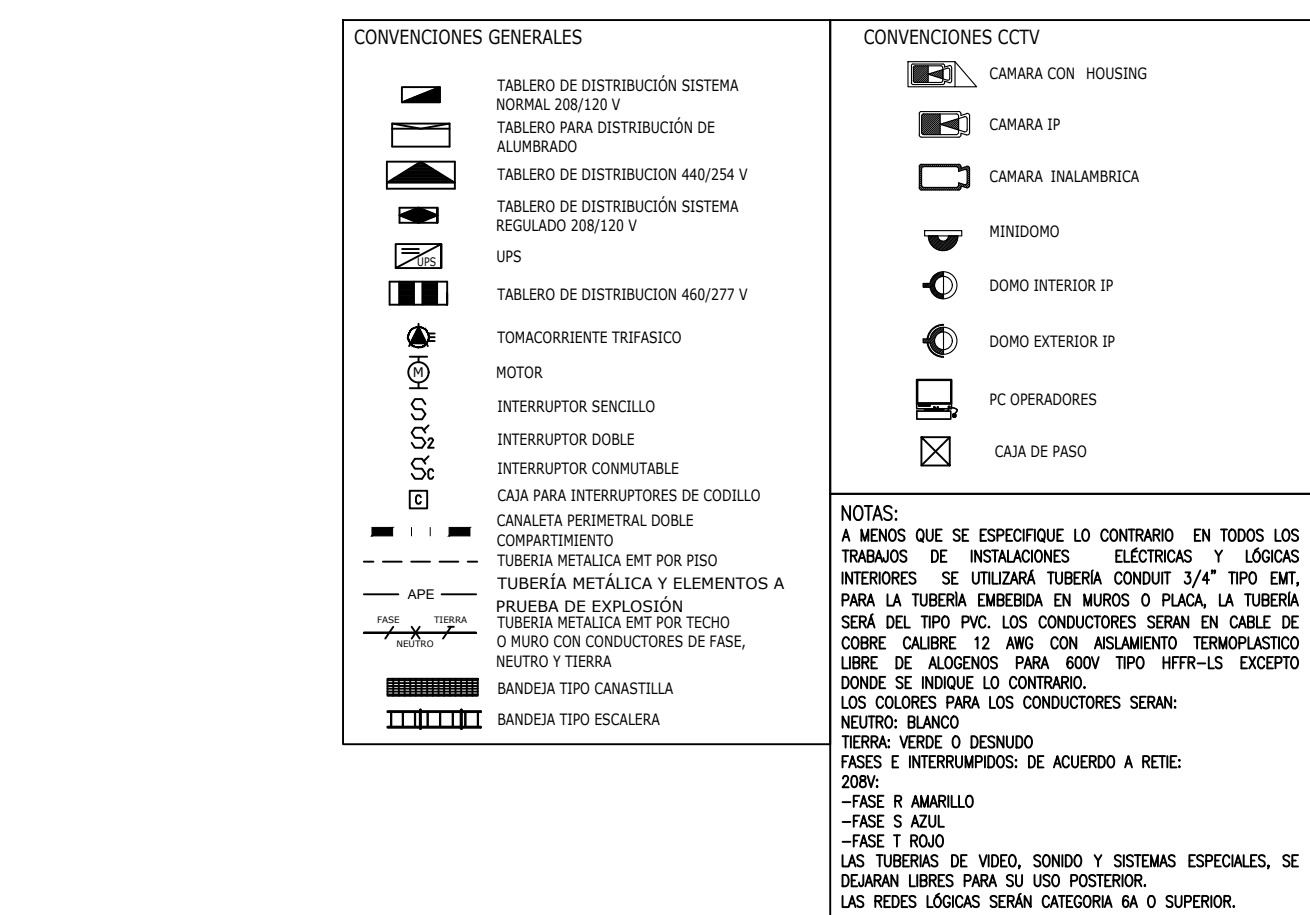 CONVENCIONES GENERALES
TABLERO DE DISTRIBUCIÓN SISTEMA
NORMAL 208/120 V
TABLERO PARA DISTRIBUCIÓN DE
ALUMBRADO
TABLERO DE DISTRIBUCION 440/254 V
TABLERO DE DISTRIBUCIÓN SISTEMA
REGULADO 208/120 V
UPS
UPS
TABLERO DE DISTRIBUCION 460/277 V
TOMACORRIENTE TRIFASICO
M
MOTOR
S
INTERRUPTOR SENCILLO
S2
INTERRUPTOR DOBLE
Sc
INTERRUPTOR CONMUTABLE
C
CAJA PARA INTERRUPTORES DE CODILLO
CANALETA PERIMETRAL DOBLE
COMPARTIMIENTO
TUBERIA METALICA EMT POR PISO
APE
TUBERÍA METÁLICA Y ELEMENTOS A
PRUEBA DE EXPLOSIÓN
FASE
NEUTRO
TIERRA
TUBERIA METALICA EMT POR TECHO
O MURO CON CONDUCTORES DE FASE,
NEUTRO Y TIERRA
BANDEJA TIPO CANASTILLA
BANDEJA TIPO ESCALERA
CONVENCIONES CCTV
CAMARA CON HOUSING
CAMARA IP
CAMARA INALAMBRICA
MINIDOMO
DOMO INTERIOR IP
DOMO EXTERIOR IP
PC OPERADORES
CAJA DE PASO
NOTAS:
A MENOS QUE SE ESPECIFIQUE LO CONTRARIO EN TODOS LOS
TRABAJOS DE INSTALACIONES ELÉCTRICAS Y LÓGICAS
INTERIORES SE UTILIZARÁ TUBERÍA CONDUIT 3/4" TIPO EMT,
PARA LA TUBERÌA EMBEBIDA EN MUROS O PLACA, LA TUBERÍA
SERÁ DEL TIPO PVC. LOS CONDUCTORES SERAN EN CABLE DE
COBRE CALIBRE 12 AWG CON AISLAMIENTO TERMOPLASTICO
LIBRE DE ALOGENOS PARA 600V TIPO HFFR-LS EXCEPTO
DONDE SE INDIQUE LO CONTRARIO.
LOS COLORES PARA LOS CONDUCTORES SERAN:
NEUTRO: BLANCO
TIERRA: VERDE O DESNUDO
FASES E INTERRUMPIDOS: DE ACUERDO A RETIE:
208V:
-FASE R AMARILLO
-FASE S AZUL
-FASE T ROJO
LAS TUBERIAS DE VIDEO, SONIDO Y SISTEMAS ESPECIALES, SE
DEJARAN LIBRES PARA SU USO POSTERIOR.
LAS REDES LÓGICAS SERÁN CATEGORIA 6A O SUPERIOR.